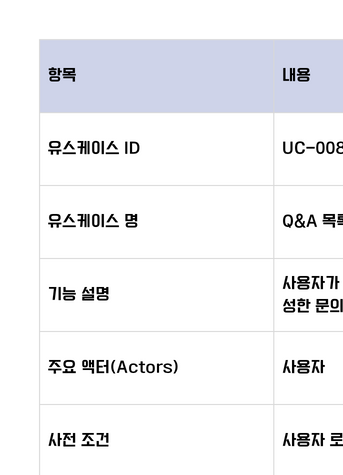 항목 내용
유스케이스 ID UC-008
유스케이스 명 Q&A 목록
기능 설명 사용자가
성한 문의
주요 액터(Actors) 사용자
사전 조건 사용자 로